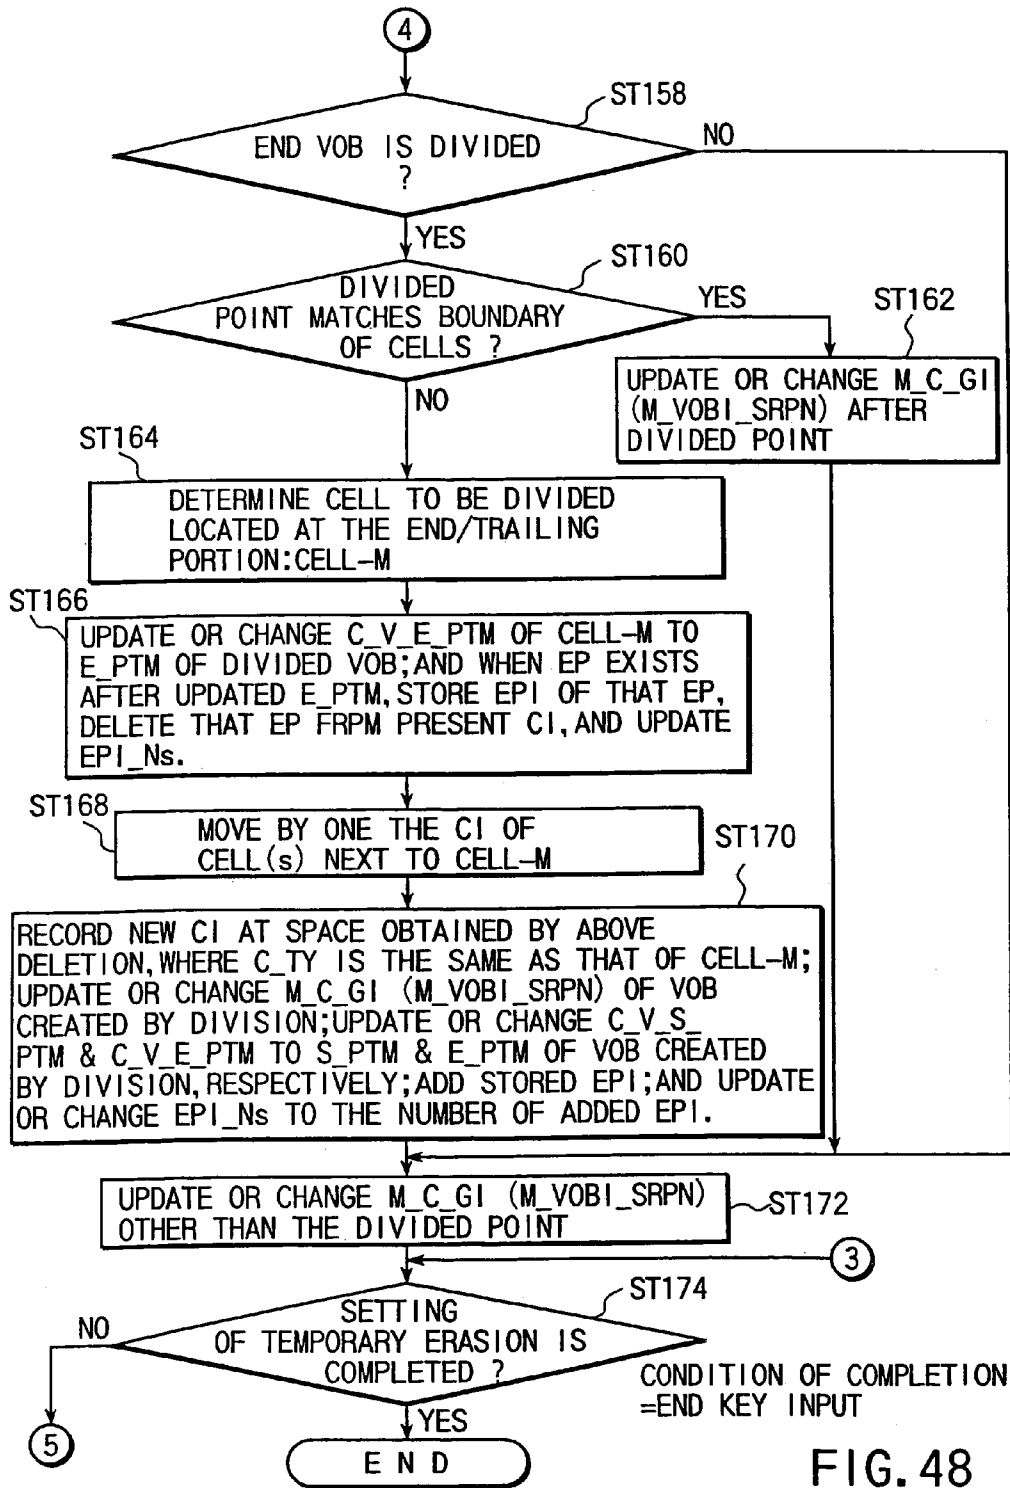 4
ST158
END VOB IS DIVIDED
?
NO
YES
ST160
DIVIDED
POINT MATCHES BOUNDARY
OF CELLS ?
YES
NO
ST162
UPDATE OR CHANGE M_C_GI
(M_VOBI_SRPN) AFTER
DIVIDED POINT
ST164
DETERMINE CELL TO BE DIVIDED
LOCATED AT THE END/TRAILING
PORTION:CELL-M
ST166
UPDATE OR CHANGE C_V_E_PTM OF CELL-M TO
E_PTM OF DIVIDED VOB;AND WHEN EP EXISTS
AFTER UPDATED E_PTM, STORE EPI OF THAT EP,
DELETE THAT EP FRPM PRESENT CI, AND UPDATE
EPI_Ns.
ST168
MOVE BY ONE THE CI OF
CELL(s) NEXT TO CELL-M
ST170
RECORD NEW CI AT SPACE OBTAINED BY ABOVE
DELETION, WHERE C_TY IS THE SAME AS THAT OF CELL-M;
UPDATE OR CHANGE M_C_GI (M_VOBI_SRPN) OF VOB
CREATED BY DIVISION;UPDATE OR CHANGE C_V_S_
PTM & C_V_E_PTM TO S_PTM & E_PTM OF VOB CREATED
BY DIVISION, RESPECTIVELY;ADD STORED EPI;AND UPDATE
OR CHANGE EPI_Ns TO THE NUMBER OF ADDED EPI.
UPDATE OR CHANGE M_C_GI (M_VOBI_SRPN)
OTHER THAN THE DIVIDED POINT
ST172
3
ST174
SETTING
OF TEMPORARY ERASION IS
COMPLETED ?
NO
YES
CONDITION OF COMPLETION
=END KEY INPUT
5
END
FIG. 48